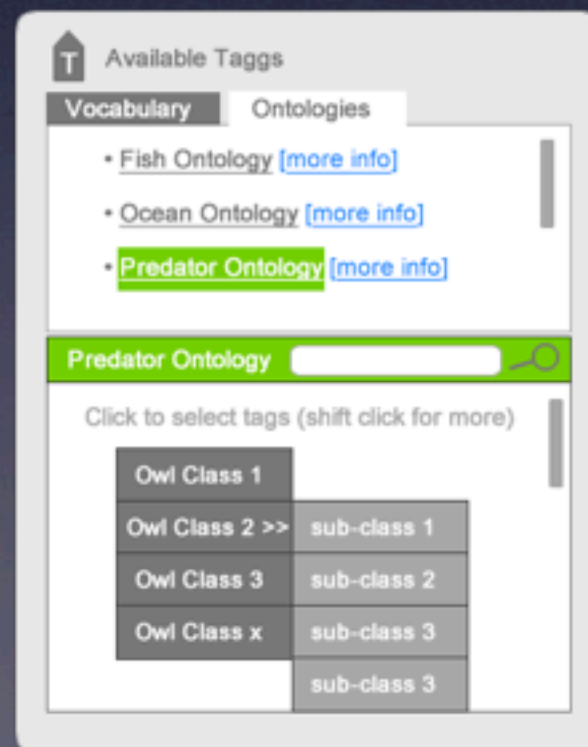 T Available Taggs
Vocabulary Ontologies
• Fish Ontology [more info]
• Ocean Ontology [more info]
• Predator Ontology [more info]
Predator Ontology
Click to select tags (shift click for more)
Owl Class 1
Owl Class 2 >> sub-class 1
Owl Class 3 sub-class 2
Owl Class x sub-class 3
sub-class 3